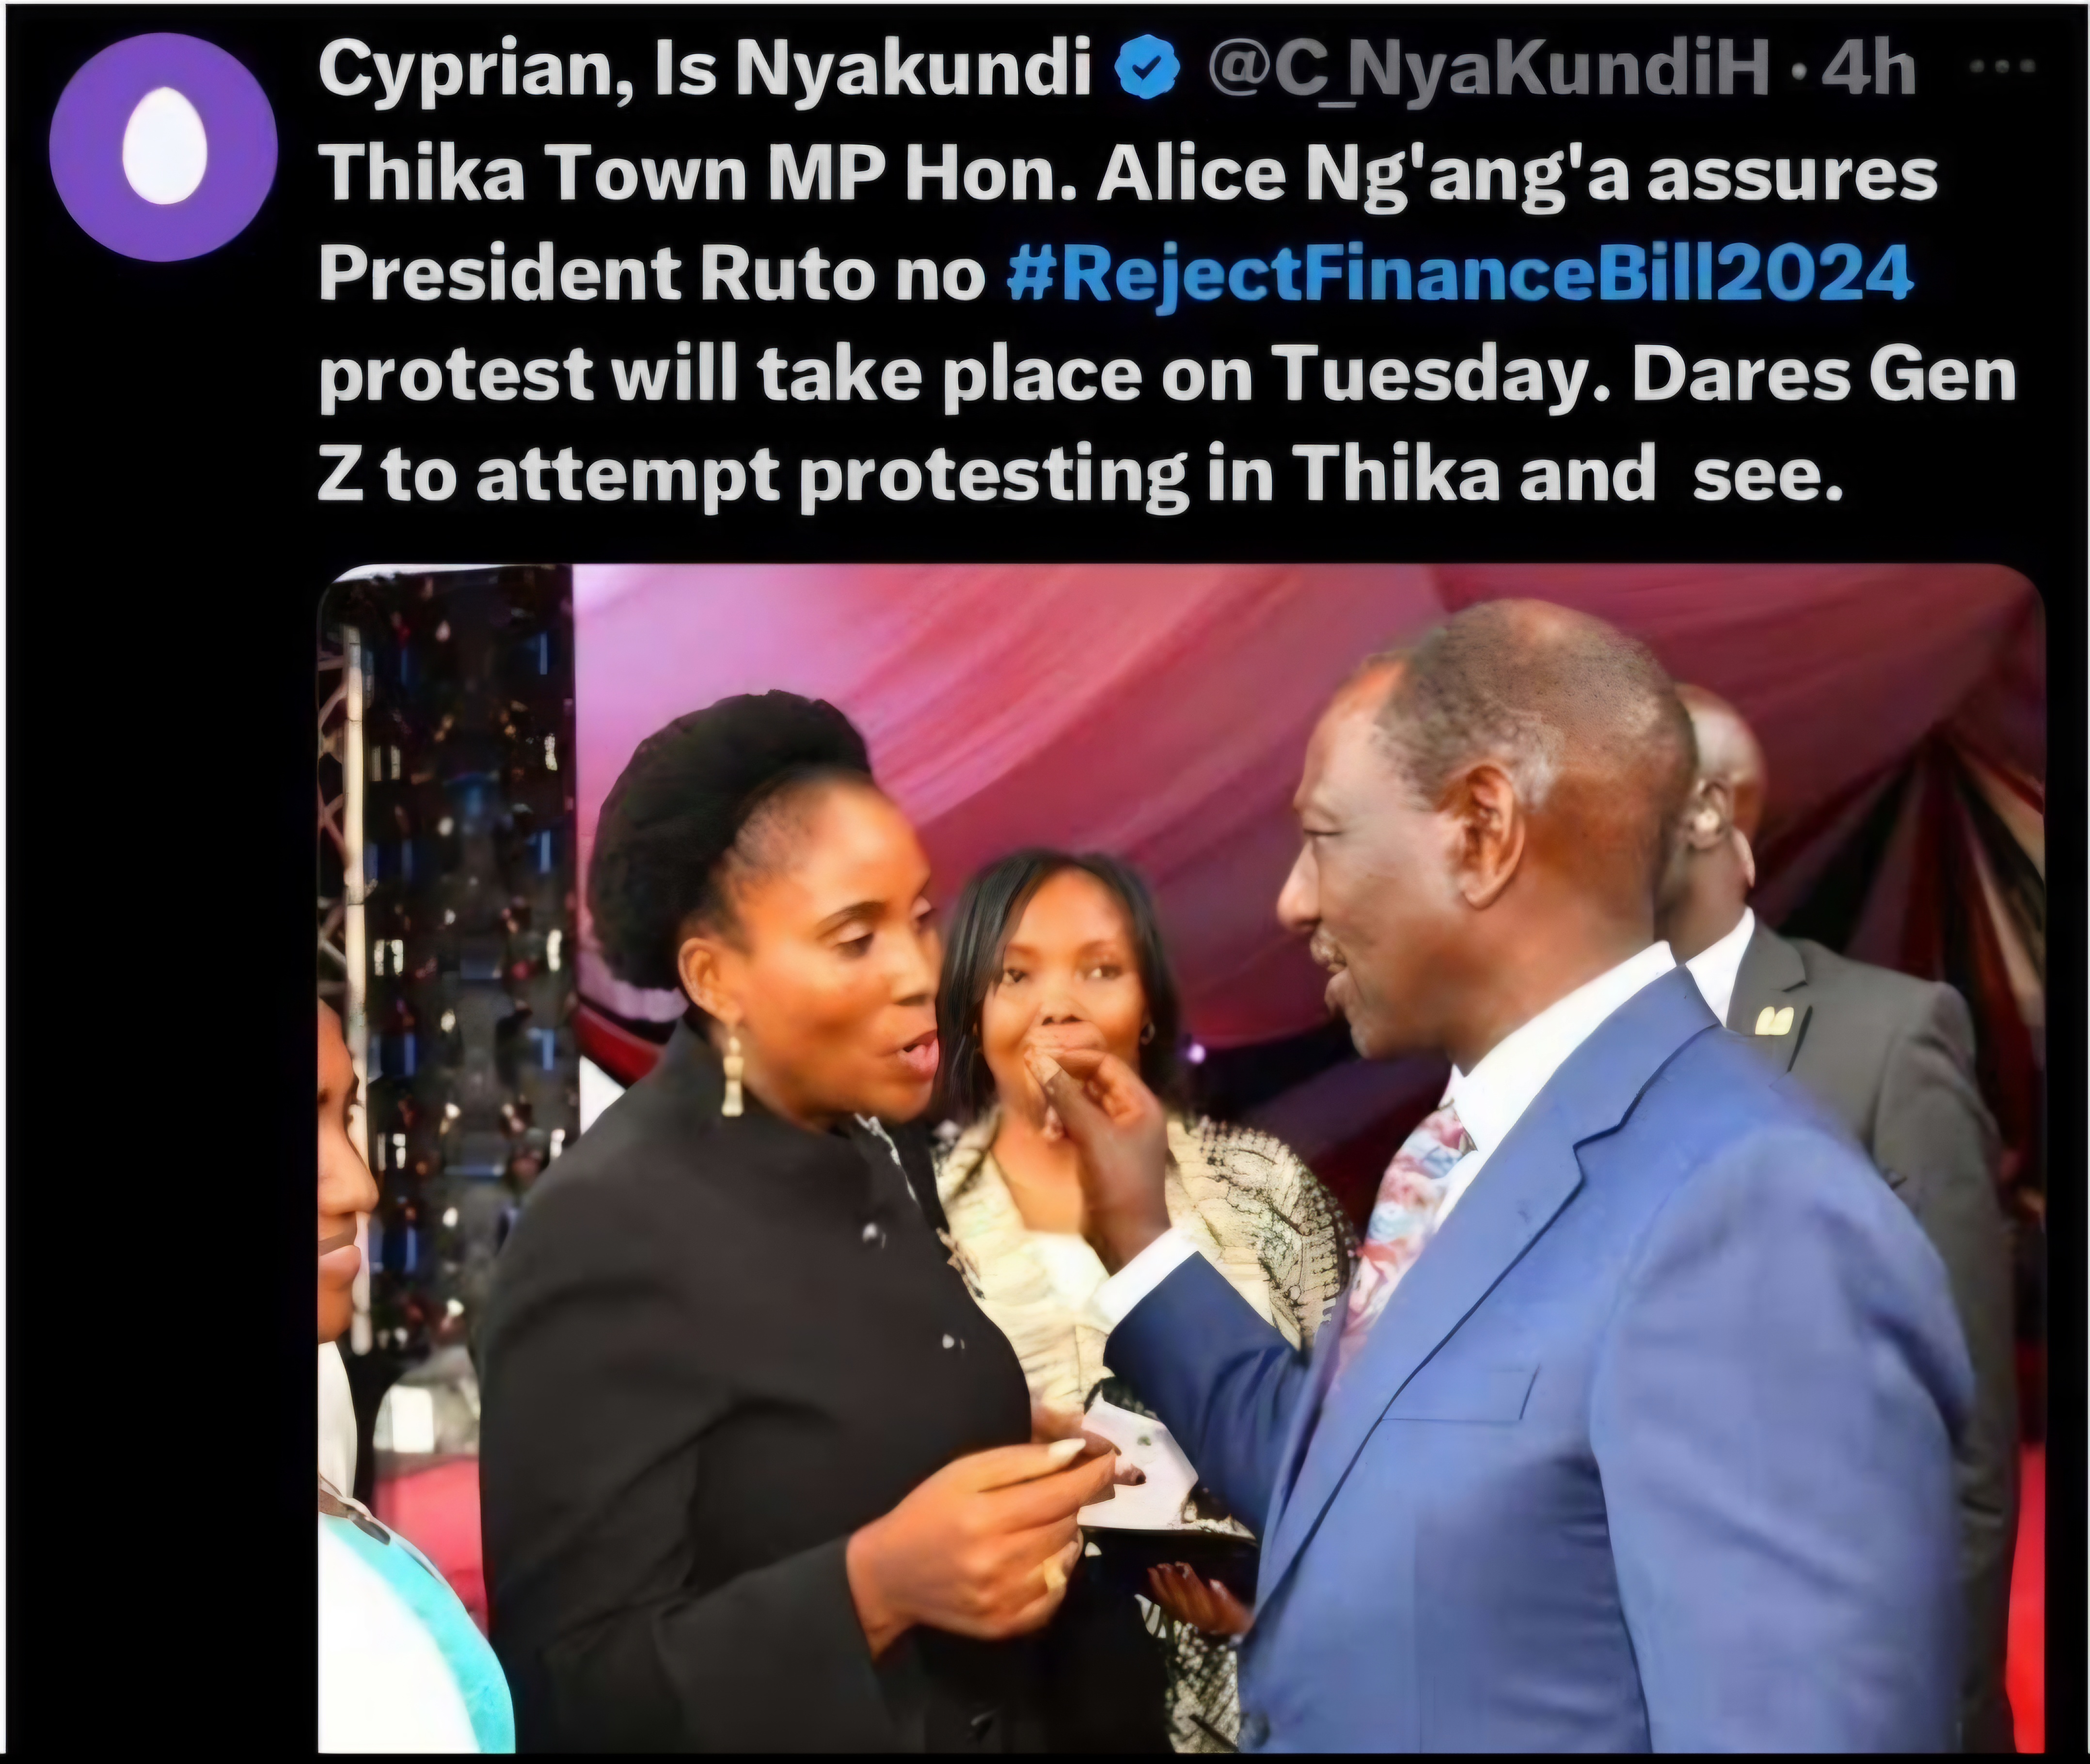 Cyprian, Is Nyakundi @C_NyaKundiH · 4h ...
Thika Town MP Hon. Alice Ng'ang'a assures
President Ruto no #RejectFinanceBill2024
protest will take place on Tuesday. Dares Gen
Z to attempt protesting in Thika and  see.